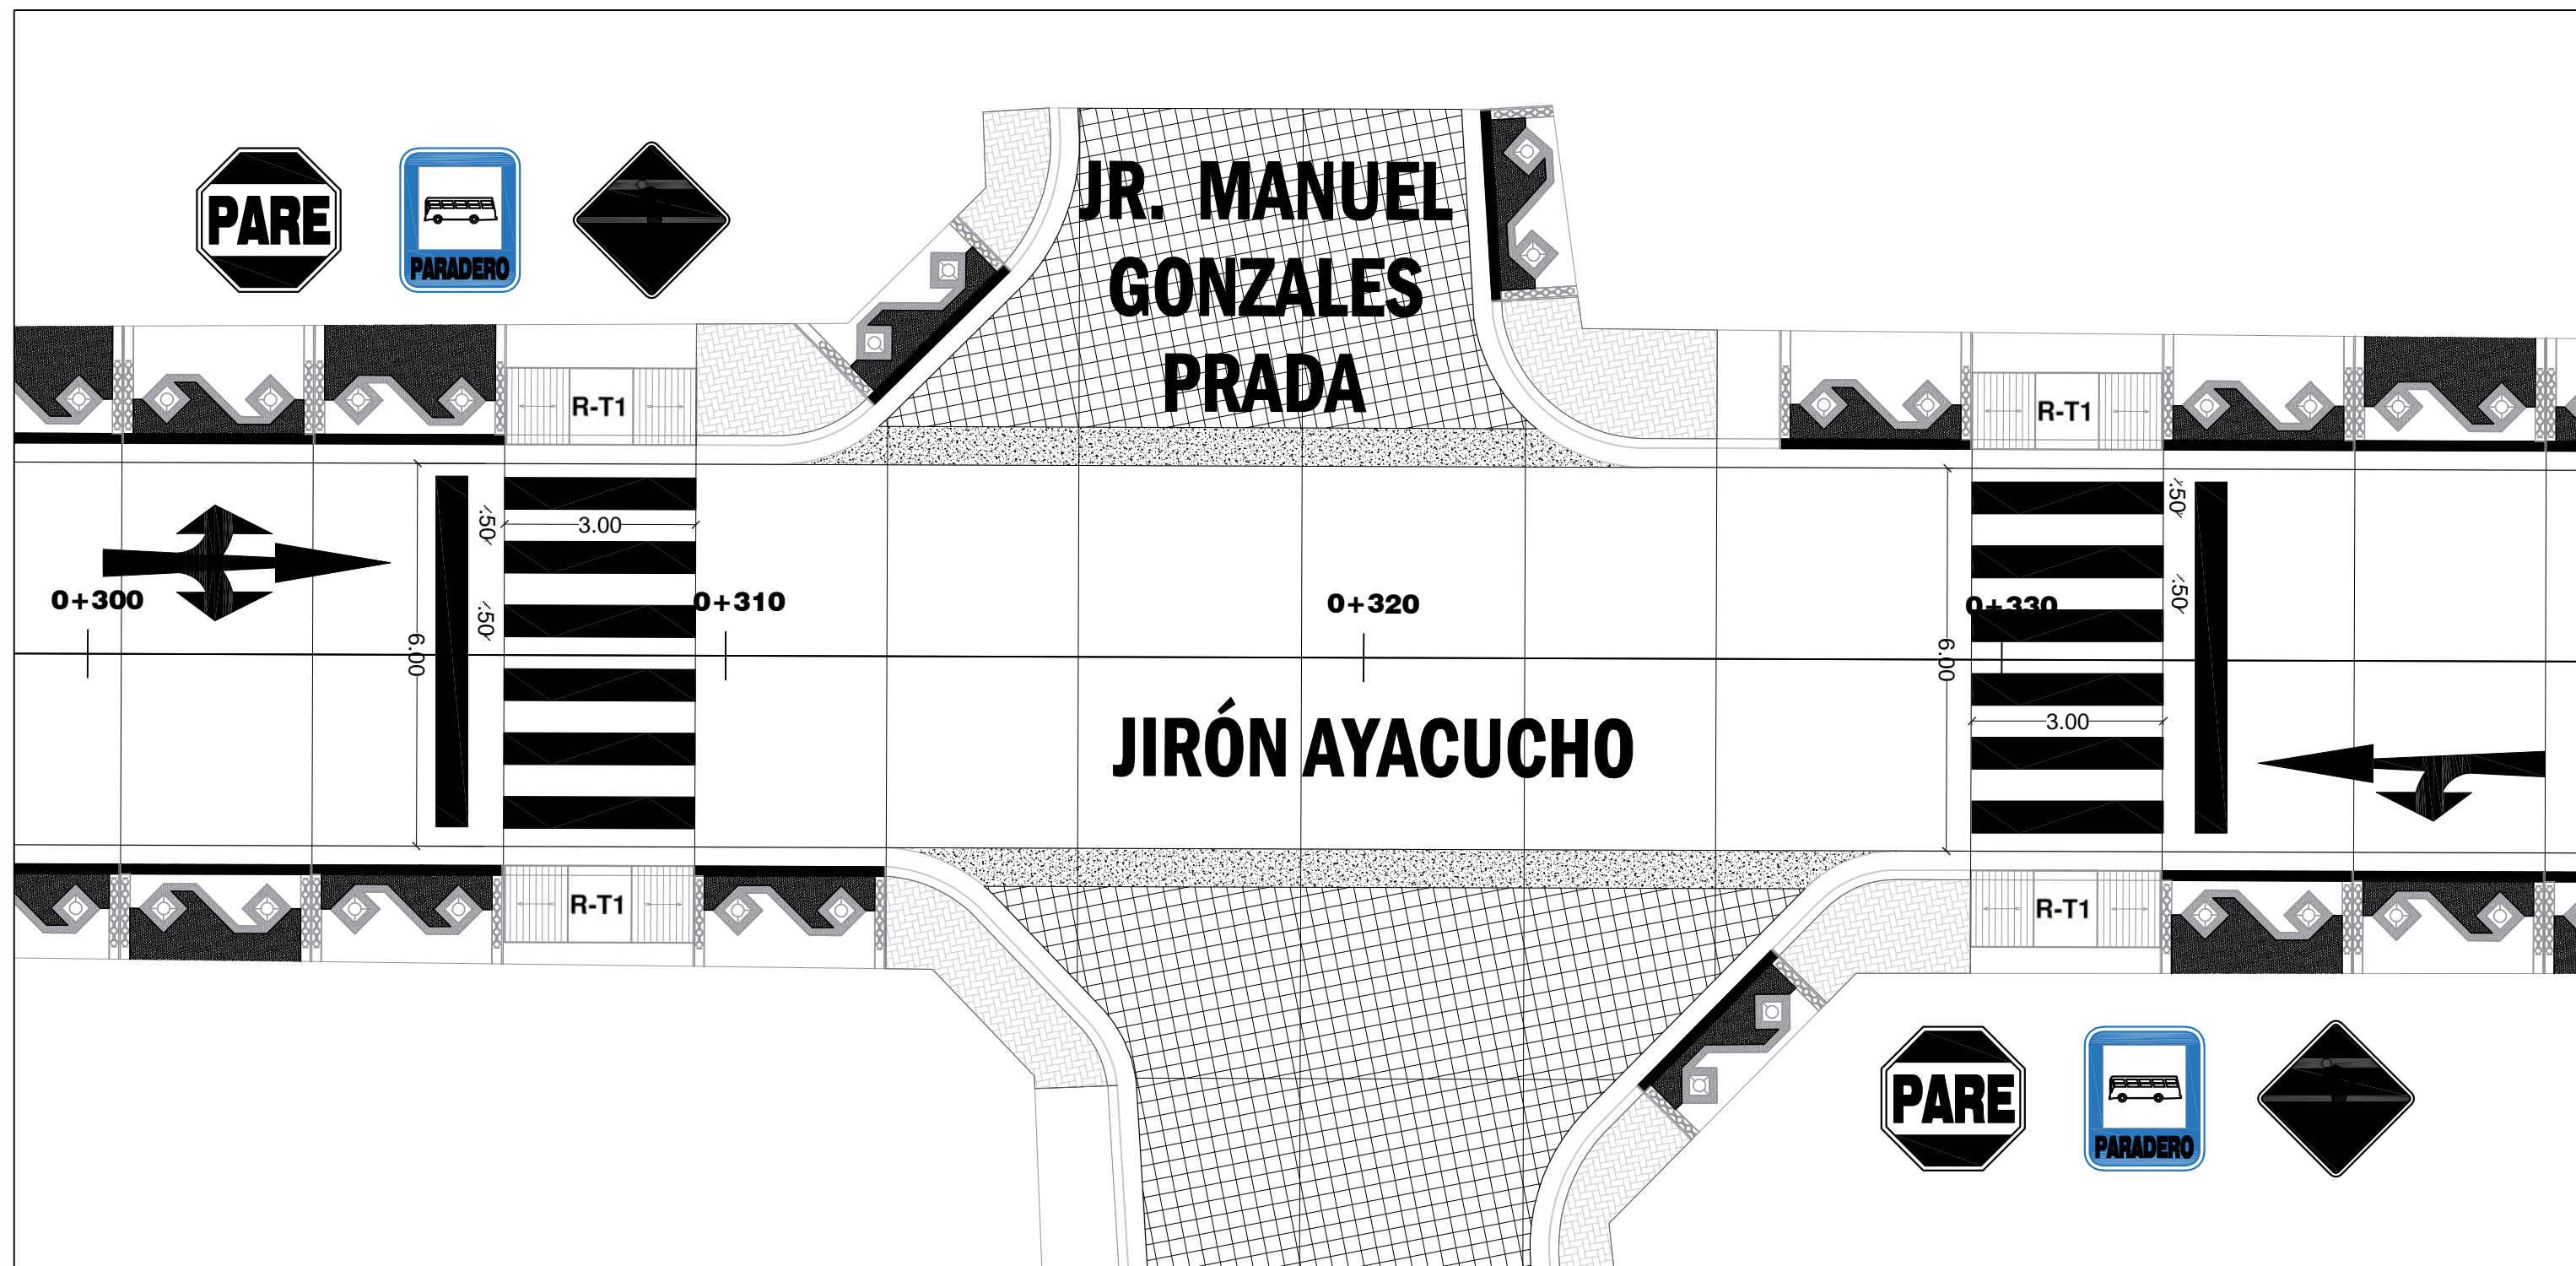 JR. MANUEL
GONZALES
PRADA
PARE
PARADERO
R-T1
R-T1
.50
3.00
.50
0+300
0+310
0+320
0+330
.50
.50
6.00
6.00
3.00
JIRÓN AYACUCHO
R-T1
R-T1
PARE
PARADERO